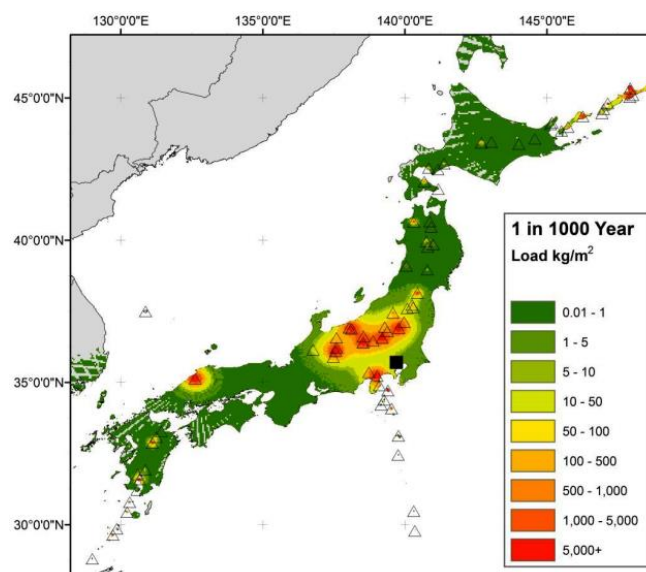 130°0'0"E 135°0'0"E 140°0'0"E 145°0'0"E
45°0'0"N
40°0'0"N
35°0'0"N
30°0'0"N
1 in 1000 Year
Load kg/m²
0.01 - 1
1 - 5
5 - 10
10 - 50
50 - 100
100 - 500
500 - 1,000
1,000 - 5,000
5,000+